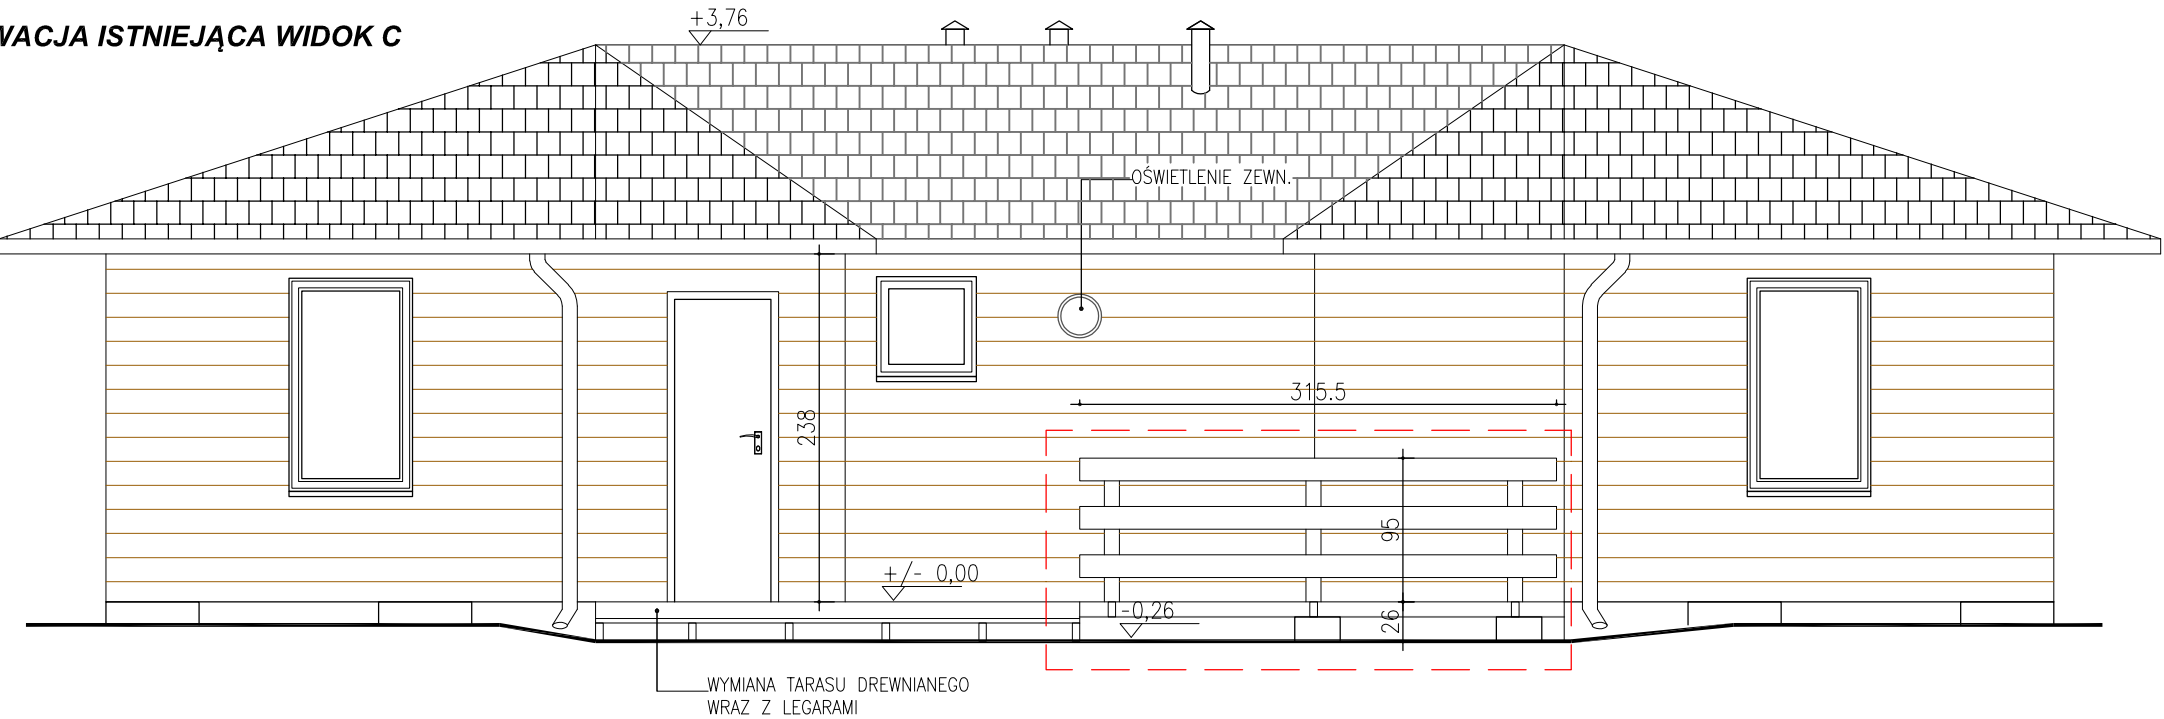 WACJA ISTNIEJĄCA WIDOK C
+3,76
OŚWIETLENIE ZEWN.
315.5
238
95
+/- 0,00
-0,26
26
WYMIANA TARASU DREWNIANEGO
WRAZ Z LEGARAMI